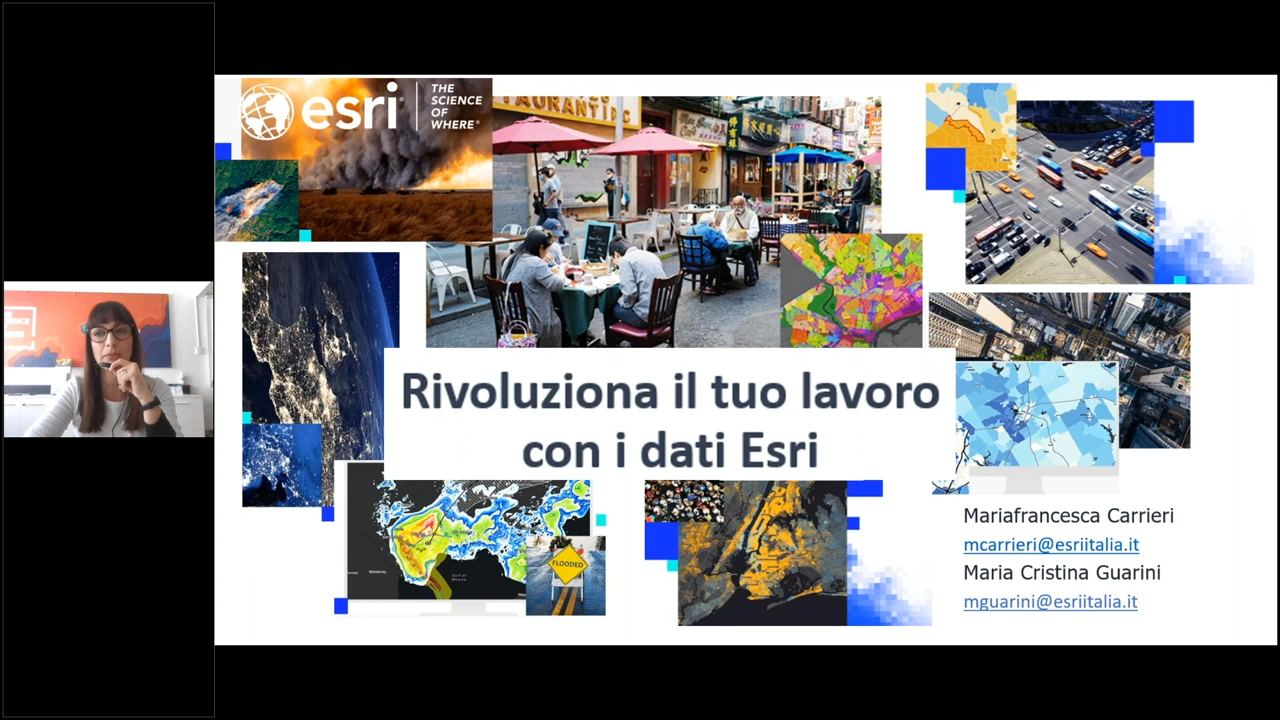 esri
THE
SCIENCE
OF
WHERE®
Rivoluziona il tuo lavoro
con i dati Esri
FLOODED
Mariafrancesca Carrieri
mcarrieri@esriitalia.it
Maria Cristina Guarini
mguarini@esriitalia.it